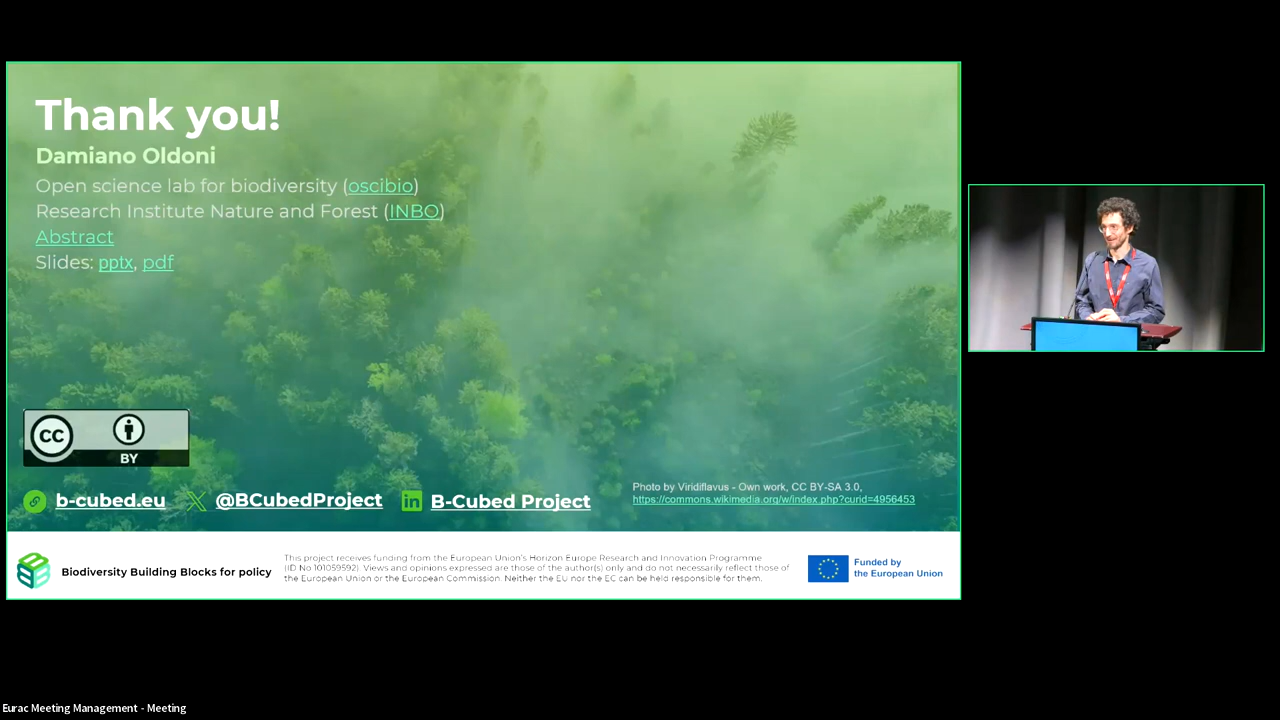 Thank you!
Damiano Oldoni
Open science lab for biodiversity (oscibio)
Research Institute Nature and Forest (INBO)
Abstract
Slides: pptx, pdf
CC
BY
b-cubed.eu
@BCubedProject
in
B-Cubed Project
Photo by Viridiflavus - Own work, CC BY-SA 3.0,
https://commons.wikimedia.org/w/index.php?curid=4956453
Biodiversity Building Blocks for policy
This project receives funding from the European Union's Horizon Europe Research and Innovation Programme
(ID No 101059592). Views and opinions expressed are those of the author(s) only and do not necessarily reflect those of
the European Union or the European Commission. Neither the EU nor the EC can be held responsible for them.
Funded by
the European Union
Eurac Meeting Management - Meeting